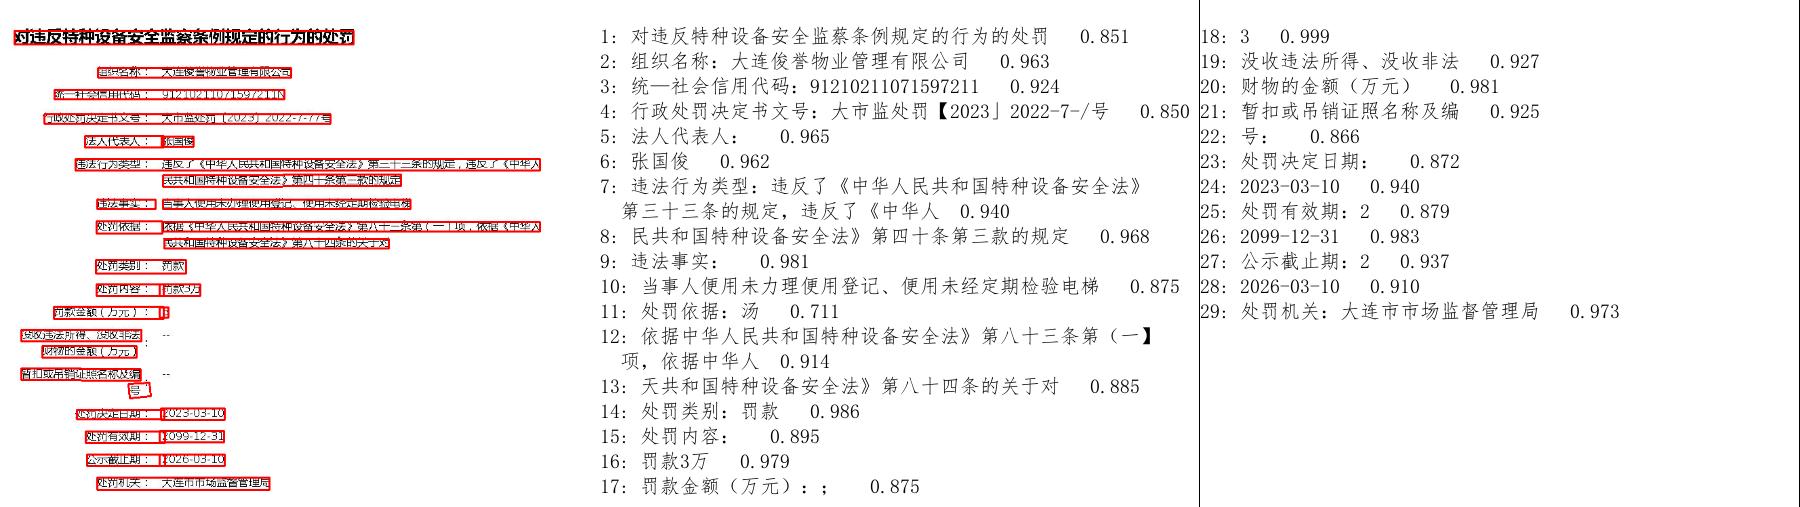 对违反特种设备安全监察条例规定的行为的处罚
组织名称： 大连俊誉物业管理有限公司
统一社会信用代码： 91210211071597211N
行政处罚决定书文号： 大市监处罚〔2023〕2022-7-77号
法人代表人： 张国俊
违法行为类型： 违反了《中华人民共和国特种设备安全法》第三十三条的规定，违反了《中华人
民共和国特种设备安全法》第四十条第三款的规定
违法事实： 当事人使用未办理使用登记、使用未经定期检验电梯
处罚依据： 依据《中华人民共和国特种设备安全法》第八十三条第（一）项，依据《中华人
民共和国特种设备安全法》第八十四条的关于对
处罚类别： 罚款
处罚内容： 罚款3万
罚款金额（万元）： 3
没收违法所得、没收非法
财物的金额（万元） ： --
暂扣或吊销证照名称及编
号 ： --
处罚决定日期： 2023-03-10
处罚有效期： 2099-12-31
公示截止期： 2026-03-10
处罚机关： 大连市市场监督管理局
1: 对违反特种设备安全监察条例规定的行为的处罚 0.851
2: 组织名称：大连俊誉物业管理有限公司 0.963
3: 统一社会信用代码：91210211071597211 0.924
4: 行政处罚决定书文号：大市监处罚【2023」2022-7-/号 0.850
5: 法人代表人： 0.965
6: 张国俊 0.962
7: 违法行为类型：违反了《中华人民共和国特种设备安全法》
第三十三条的规定，违反了《中华人 0.940
8: 民共和国特种设备安全法》第四十条第三款的规定 0.968
9: 违法事实： 0.981
10: 当事人便用未力理便用登记、便用未经定期检验电梯 0.875
11: 处罚依据：汤 0.711
12: 依据中华人民共和国特种设备安全法》第八十三条第（一】
项，依据中华人 0.914
13: 天共和国特种设备安全法》第八十四条的关于对 0.885
14: 处罚类别：罚款 0.986
15: 处罚内容： 0.895
16: 罚款3万 0.979
17: 罚款金额（万元）：； 0.875
18: 3 0.999
19: 没收违法所得、没收非法 0.927
20: 财物的金额（万元） 0.981
21: 暂扣或吊销证照名称及编 0.925
22: 号： 0.866
23: 处罚决定日期： 0.872
24: 2023-03-10 0.940
25: 处罚有效期：2 0.879
26: 2099-12-31 0.983
27: 公示截止期：2 0.937
28: 2026-03-10 0.910
29: 处罚机关：大连市市场监督管理局 0.973